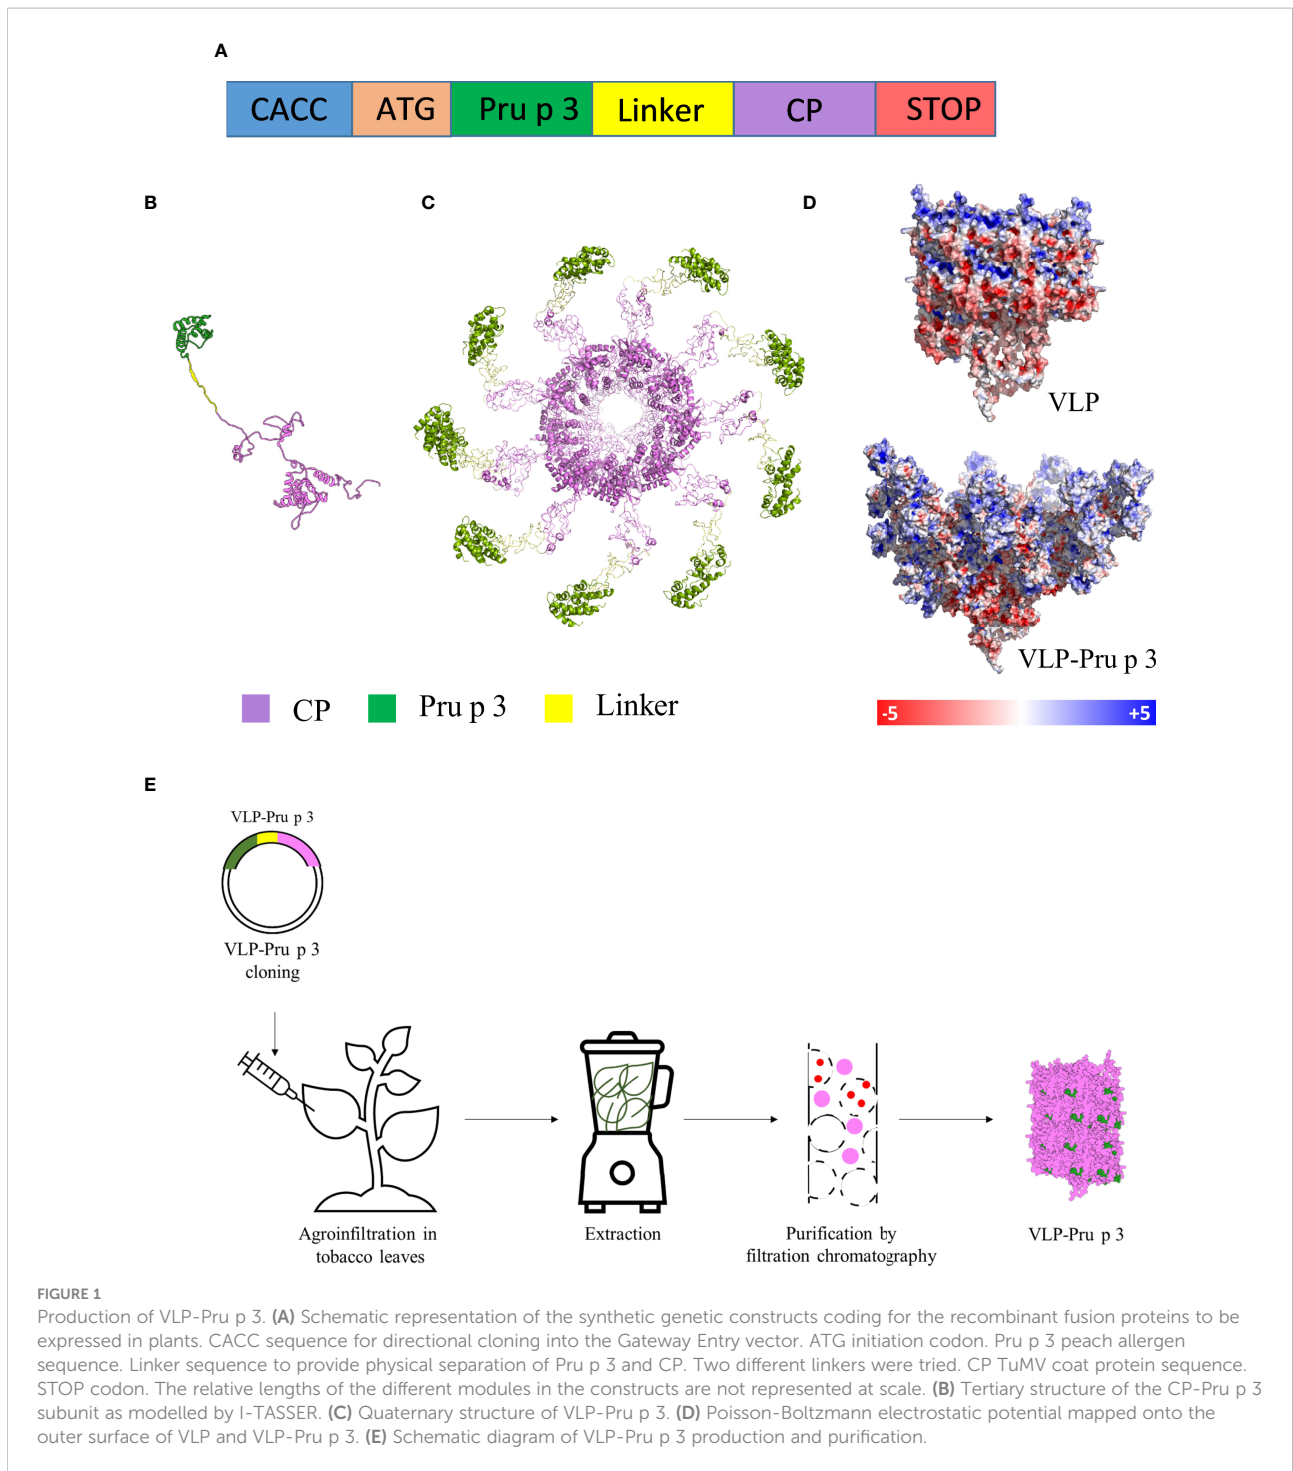 A
CACC ATG Pru p 3 Linker CP STOP
B
C
D
VLP
VLP-Pru p 3
CP Pru p 3 Linker
-5 +5
E
VLP-Pru p 3
VLP-Pru p 3
cloning
Agroinfiltration in
tobacco leaves
Extraction
Purification by
filtration chromatography
VLP-Pru p 3
FIGURE 1
Production of VLP-Pru p 3. (A) Schematic representation of the synthetic genetic constructs coding for the recombinant fusion proteins to be
expressed in plants. CACC sequence for directional cloning into the Gateway Entry vector. ATG initiation codon. Pru p 3 peach allergen
sequence. Linker sequence to provide physical separation of Pru p 3 and CP. Two different linkers were tried. CP TuMV coat protein sequence.
STOP codon. The relative lengths of the different modules in the constructs are not represented at scale. (B) Tertiary structure of the CP-Pru p 3
subunit as modelled by I-TASSER. (C) Quaternary structure of VLP-Pru p 3. (D) Poisson-Boltzmann electrostatic potential mapped onto the
outer surface of VLP and VLP-Pru p 3. (E) Schematic diagram of VLP-Pru p 3 production and purification.